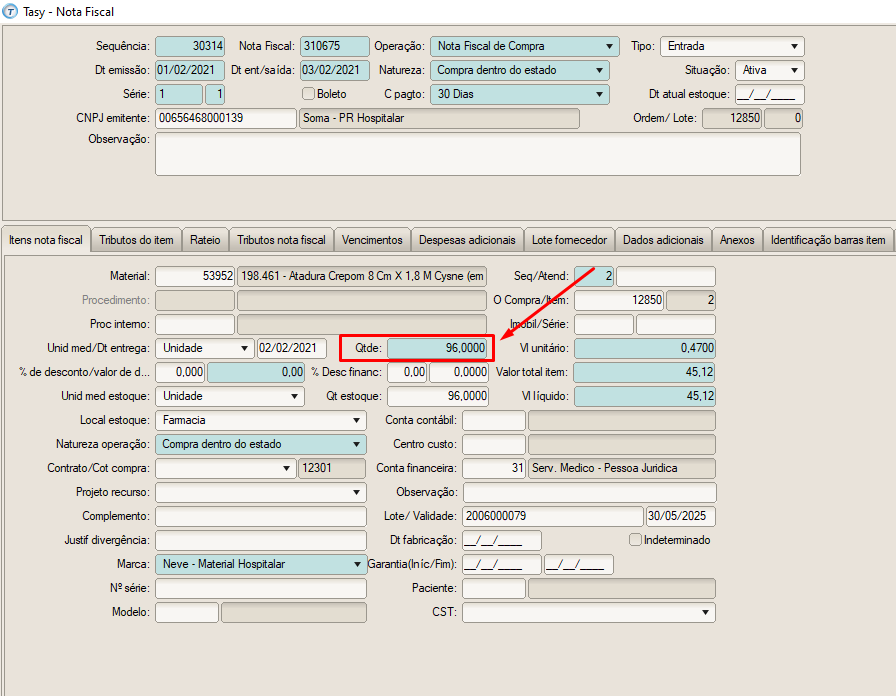 Tasy - Nota Fiscal
Sequência: 30314 Nota Fiscal: 310675 Operação: Nota Fiscal de Compra Tipo: Entrada
Dt emissão: 01/02/2021 Dt ent/saída: 03/02/2021 Natureza: Compra dentro do estado Situação: Ativa
Série: 1 1 Boleto C pagto: 30 Dias Dt atual estoque: __/__/____
CNPJ emitente: 00656468000139 Soma - PR Hospitalar Ordem/ Lote: 12850 0
Observação:
Itens nota fiscal Tributos do item Rateio Tributos nota fiscal Vencimentos Despesas adicionais Lote fornecedor Dados adicionais Anexos Identificação barras item
Material: 53952 198.461 - Atadura Crepom 8 Cm X 1,8 M Cysne (em Seq/Atend: 2
Procedimento: O Compra/Item: 12850 2
Proc interno: Imobil/Série:
Unid med/Dt entrega: Unidade 02/02/2021 Qtde: 96,0000 Vl unitário: 0,4700
% de desconto/valor de d... 0,000 0,00 % Desc financ: 0,00 0,0000 Valor total item: 45,12
Unid med estoque: Unidade Qt estoque: 96,0000 Vl líquido: 45,12
Local estoque: Farmacia Conta contábil:
Natureza operação: Compra dentro do estado Centro custo:
Contrato/Cot compra: 12301 Conta financeira: 31 Serv. Medico - Pessoa Juridica
Projeto recurso: Observação:
Complemento: Lote/ Validade: 2006000079 30/05/2025
Justif divergência: Dt fabricação: __/__/____ Indeterminado
Marca: Neve - Material Hospitalar Garantia(Iníc/Fim): __/__/____ __/__/____
Nº série: Paciente:
Modelo: CST: